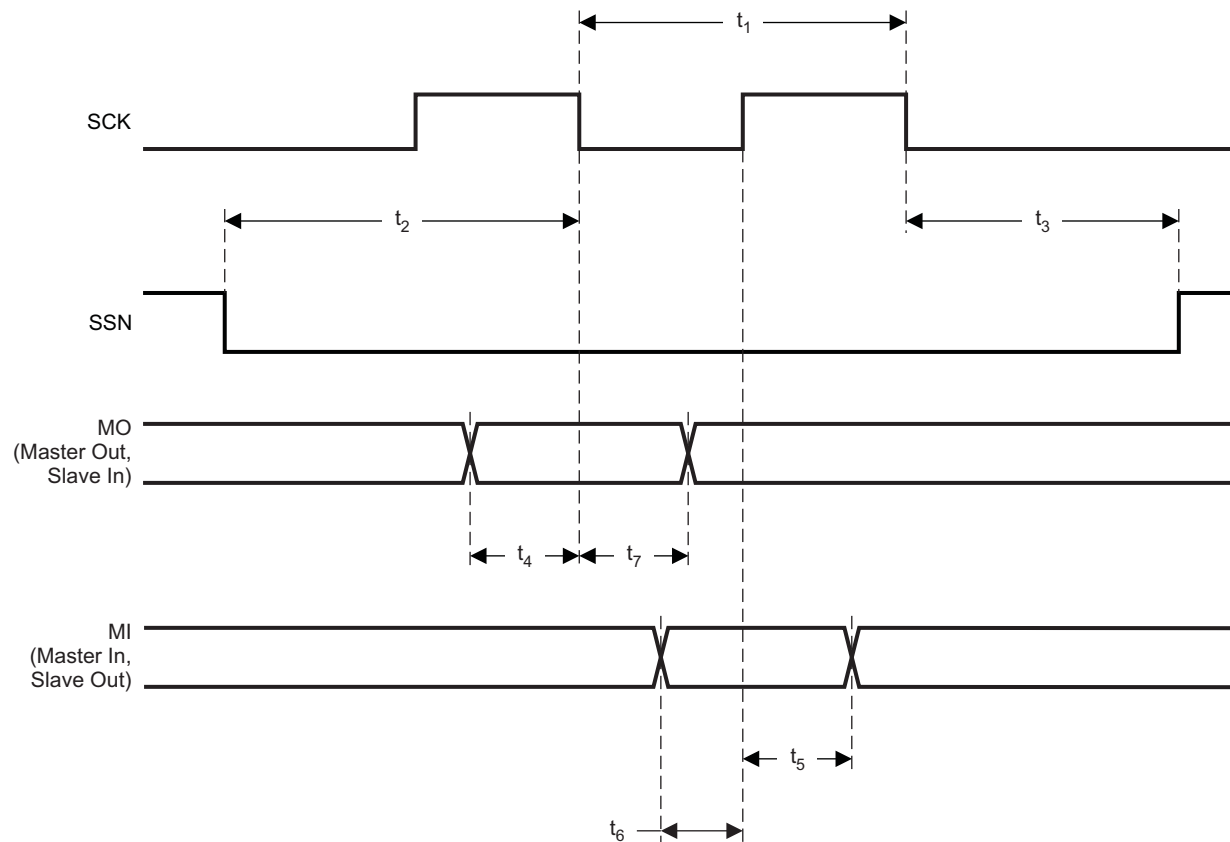 t1
SCK
t2
t3
SSN
MO
(Master Out,
Slave In)
t4
t7
MI
(Master In,
Slave Out)
t5
t6